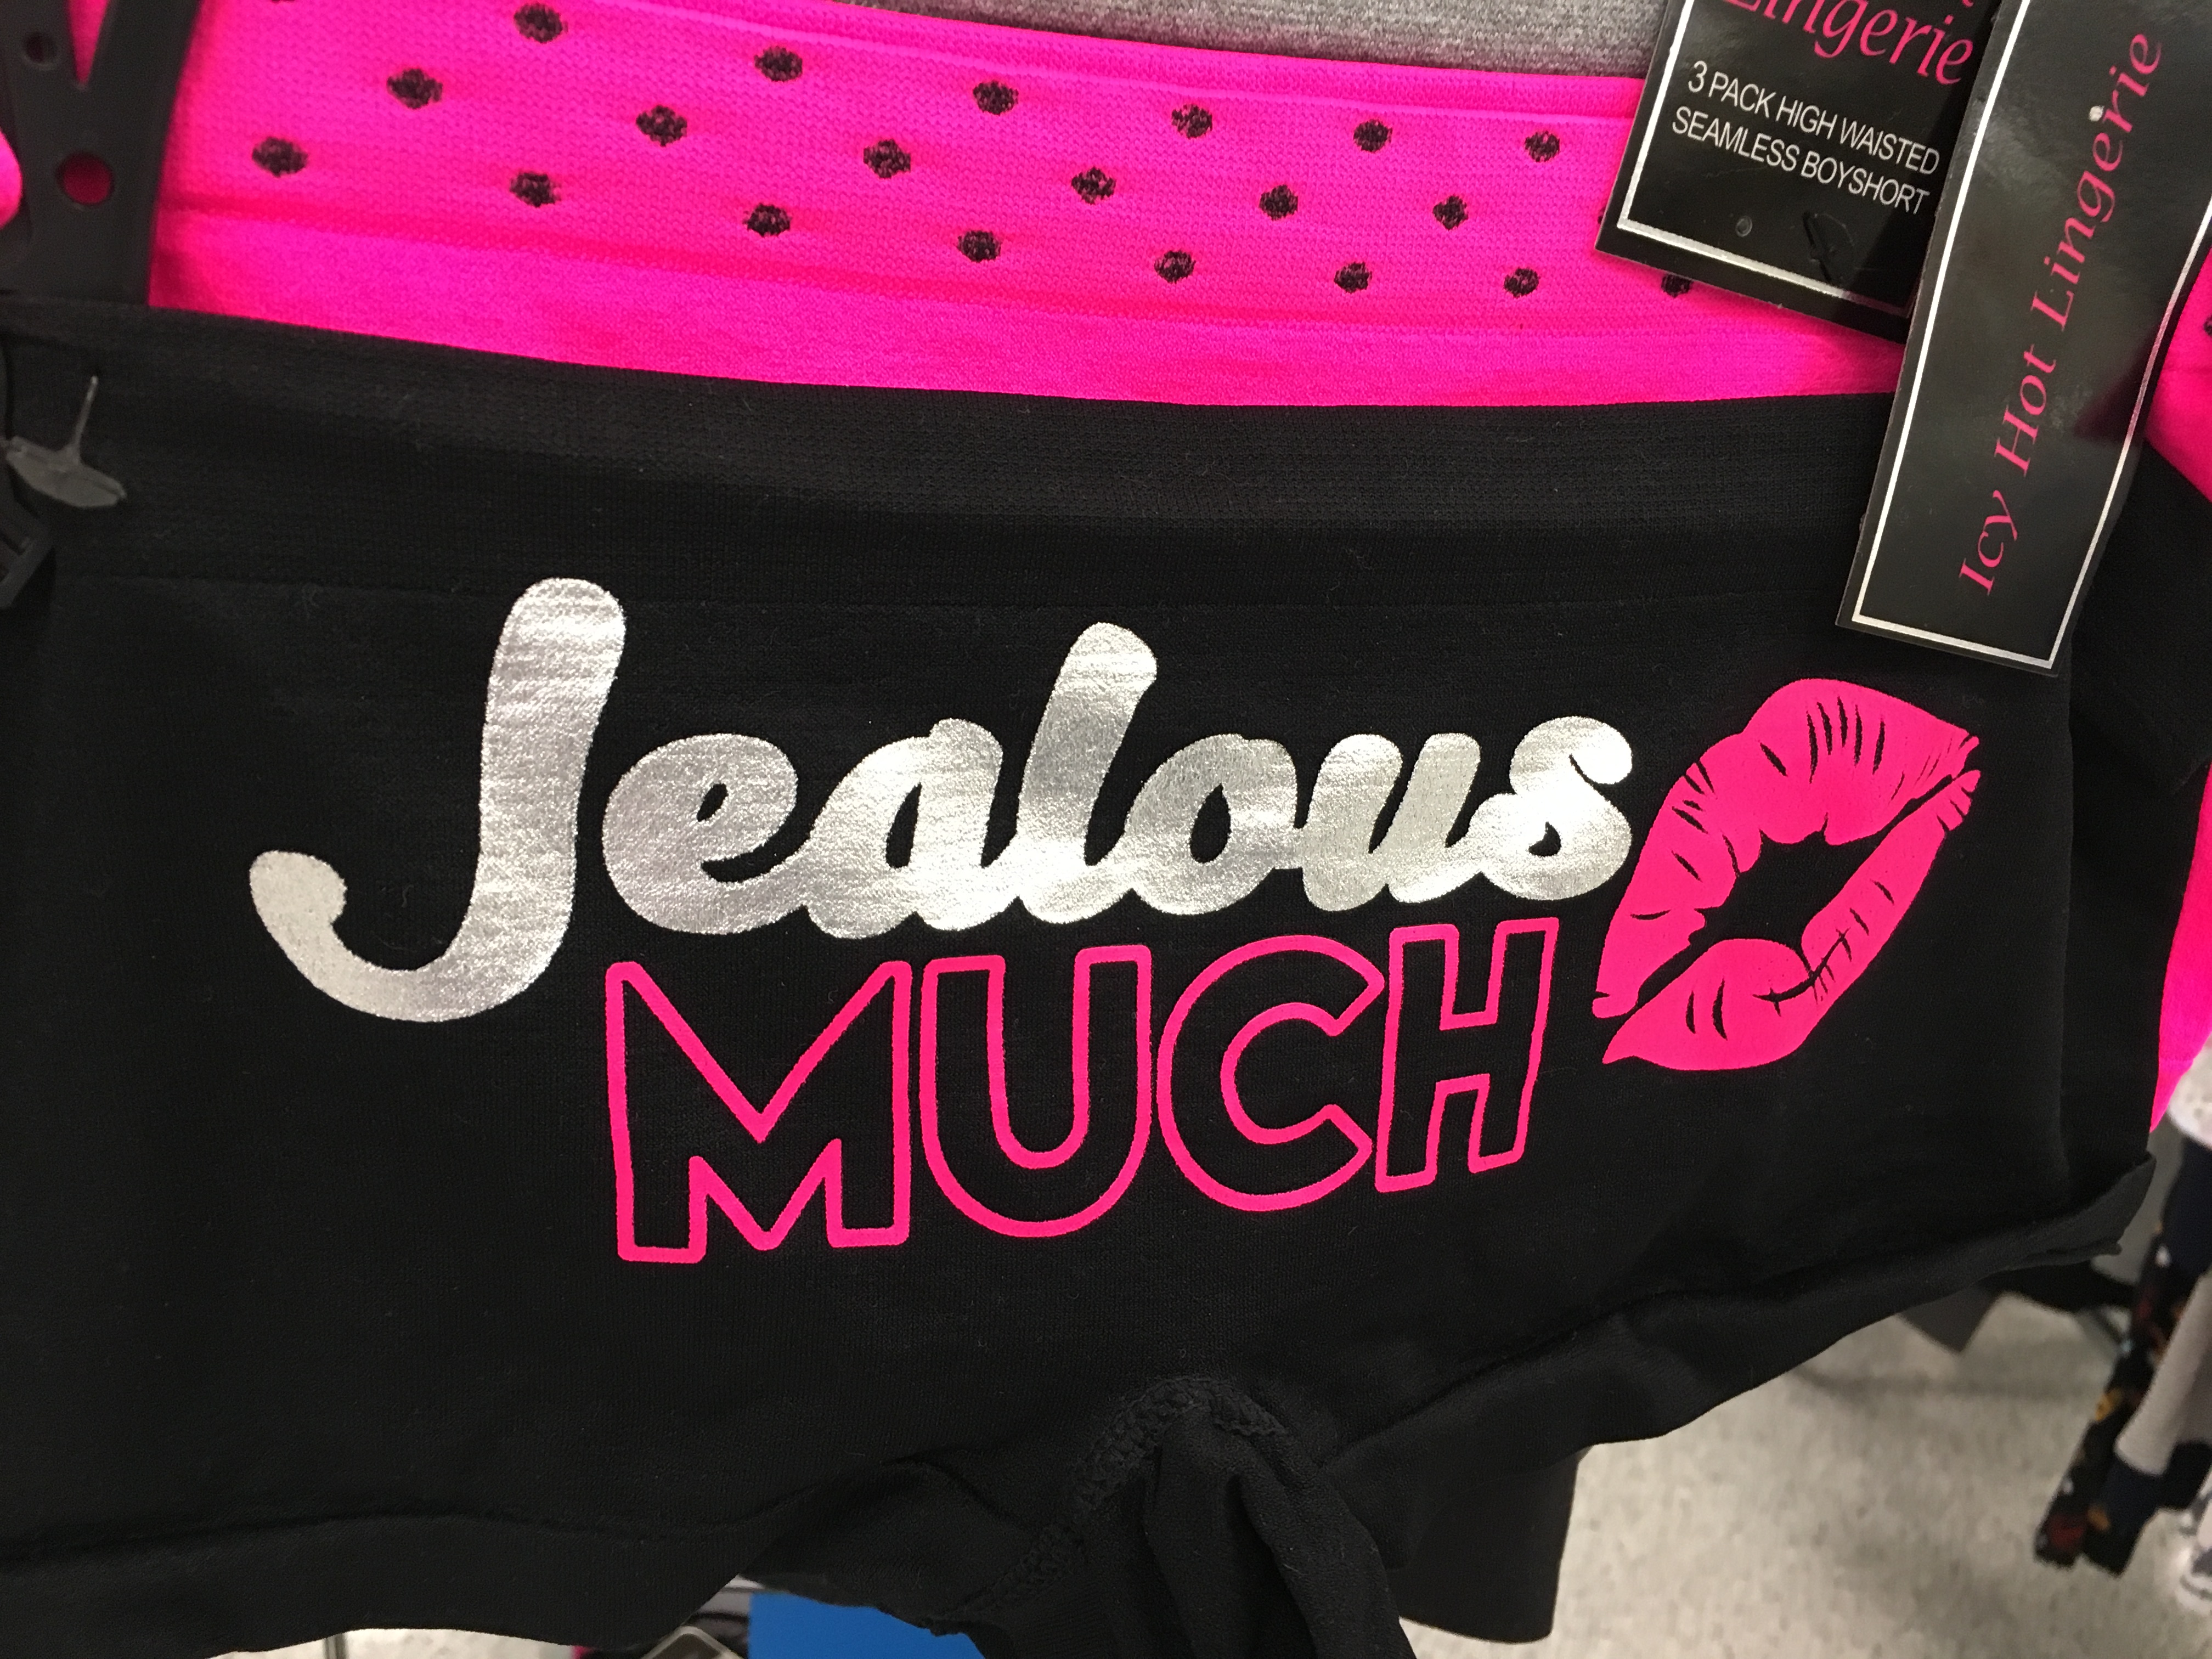 Lingerie
3 PACK HIGH WAISTED
SEAMLESS BOYSHORT
Icy Hot Lingerie
Jealous
MUCH